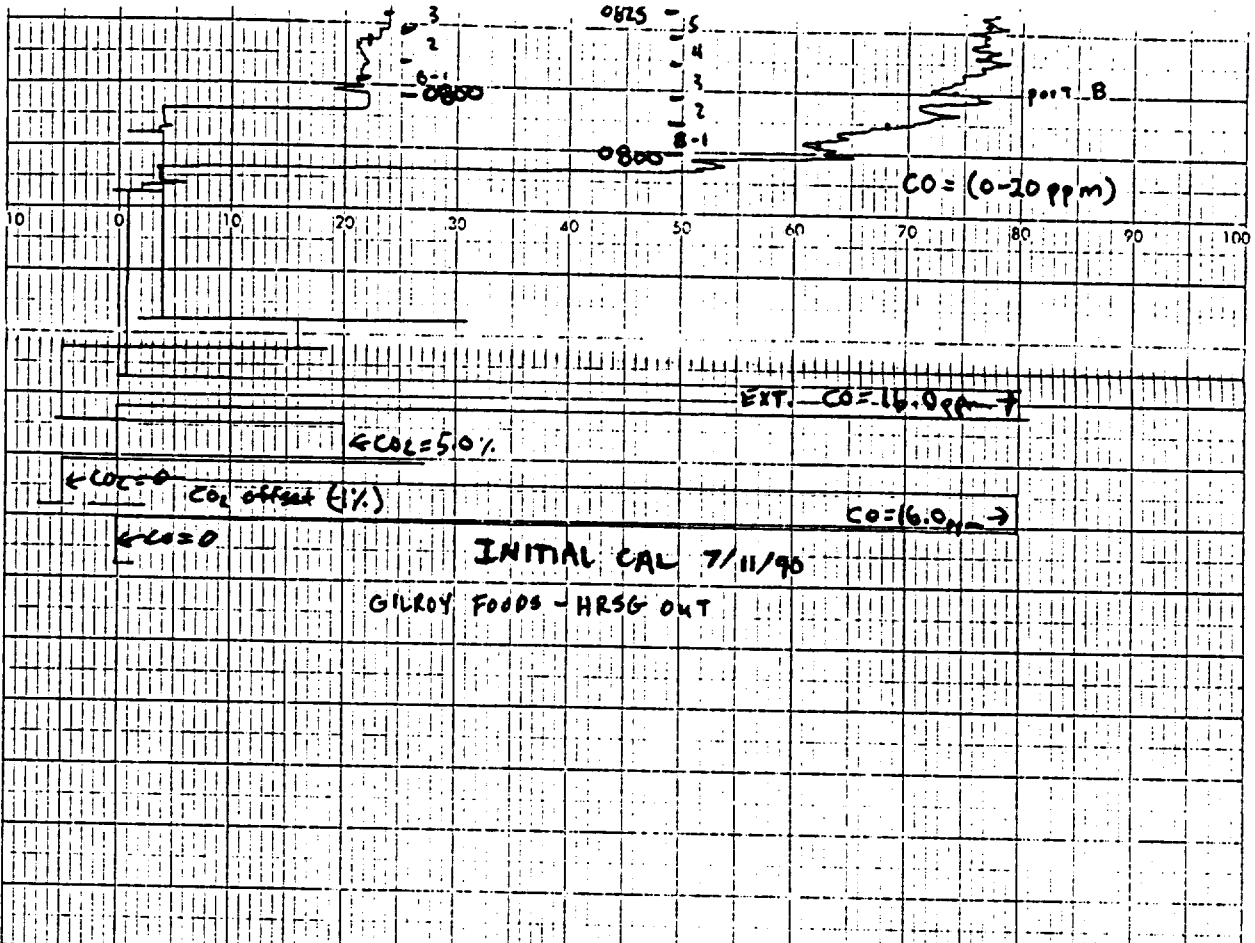 3
0825
5
2
4
B-1
3
0800
port B
2
B-1
0800
CO = (0-20 ppm)
10 0 10 20 30 40 50 60 70 80 90 100
EXT. CO = 16.0 ppm →
← CO2 = 5.0%
← CO2 = 0
CO2 offset (-1%)
CO = 16.0 ppm →
← CO = 0
INITIAL CAL 7/11/90
GILROY FOODS - HRSG OUT